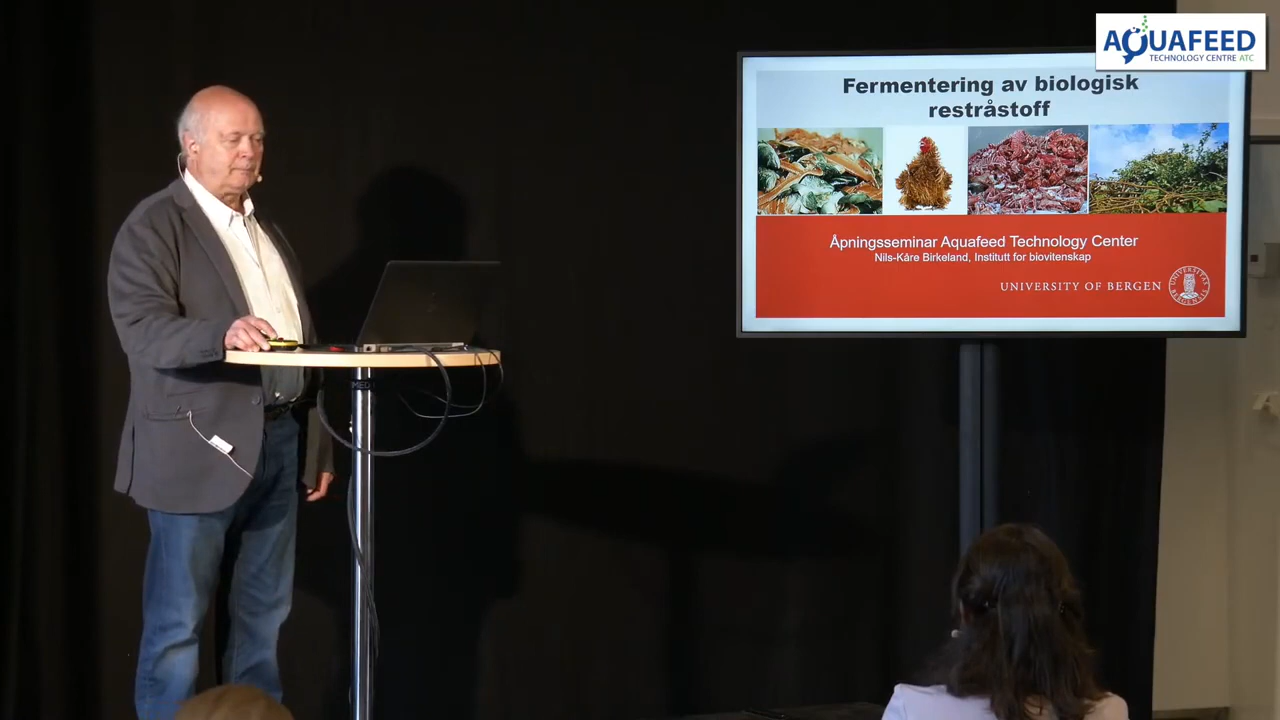 AQUAFEED
TECHNOLOGY CENTRE ATC
Fermentering av biologisk
restråstoff
Åpningsseminar Aquafeed Technology Center
Nils-Kåre Birkeland, Institutt for biovitenskap
UNIVERSITY OF BERGEN